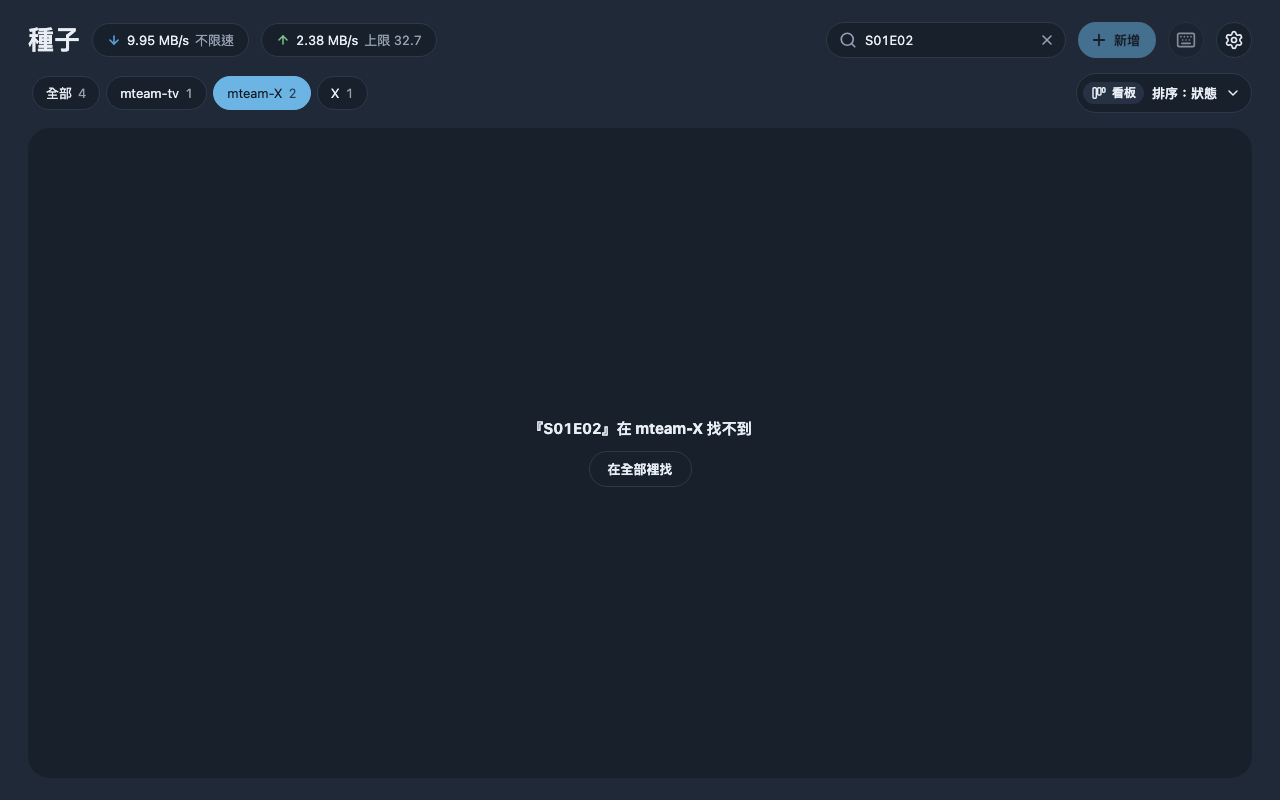 種子
9.95 MB/s 不限速
2.38 MB/s 上限 32.7
S01E02
新增
全部 4
mteam-tv 1
mteam-X 2
X 1
看板 排序：狀態
『S01E02』在 mteam-X 找不到
在全部裡找